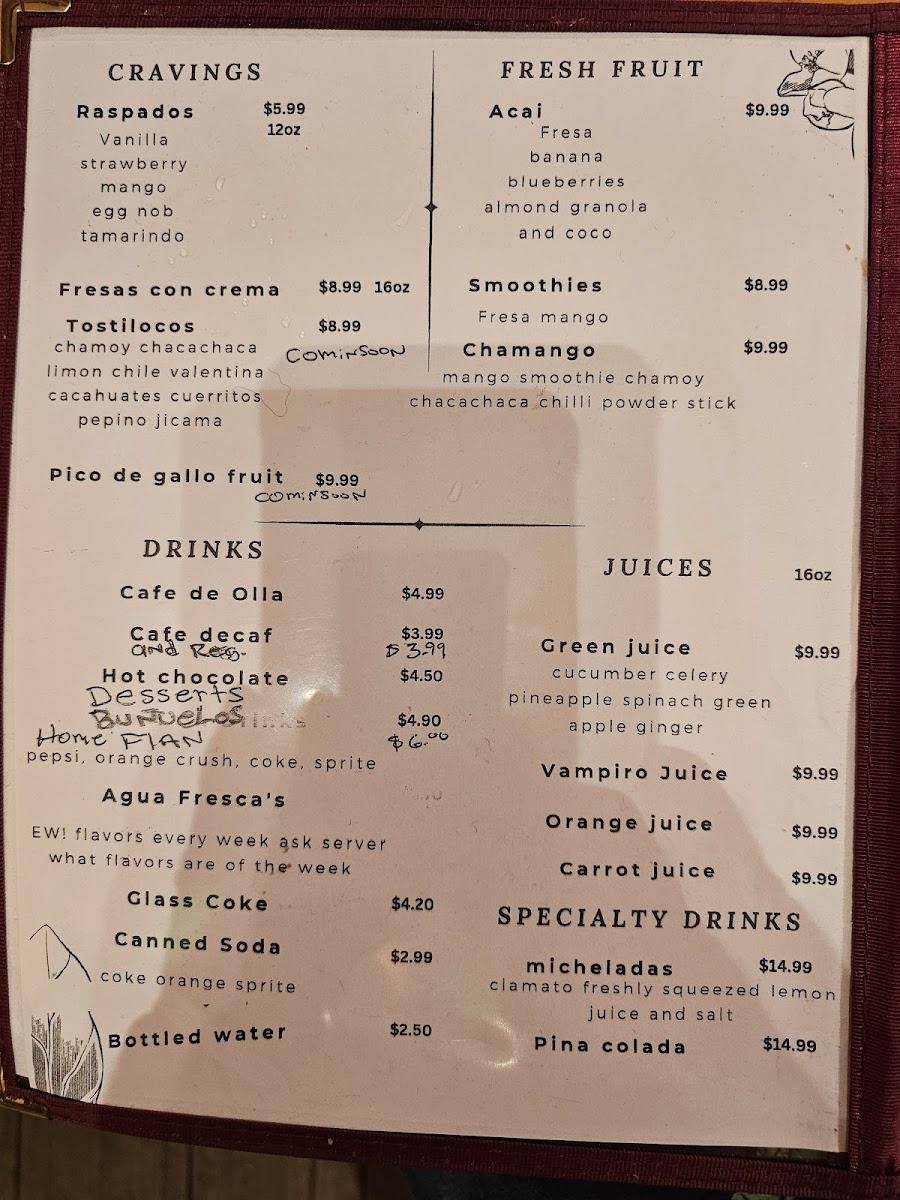 CRAVINGS
Raspados $5.99
12oz
Vanilla
strawberry
mango
egg nob
tamarindo
Fresas con crema $8.99 16oz
Tostilocos $8.99
chamoy chacachaca COMINSOON
limon chile valentina
cacahuates cuerritos
pepino jicama
Pico de gallo fruit $9.99
COMINSOON
FRESH FRUIT
Acai $9.99
Fresa
banana
blueberries
almond granola
and coco
Smoothies $8.99
Fresa mango
Chamango $9.99
mango smoothie chamoy
chacachaca chilli powder stick
DRINKS
Cafe de Olla $4.99
Cafe decaf $3.99
and Reg. $3.99
Hot chocolate $4.50
Desserts
BUNUELOS $4.90
Home FlAN $6.00
pepsi, orange crush, coke, sprite
Agua Fresca's
EW! flavors every week ask server
what flavors are of the week
Glass Coke $4.20
Canned Soda $2.99
coke orange sprite
Bottled water $2.50
JUICES 16oz
Green juice $9.99
cucumber celery
pineapple spinach green
apple ginger
Vampiro Juice $9.99
Orange juice $9.99
Carrot juice $9.99
SPECIALTY DRINKS
micheladas $14.99
clamato freshly squeezed lemon
juice and salt
Pina colada $14.99